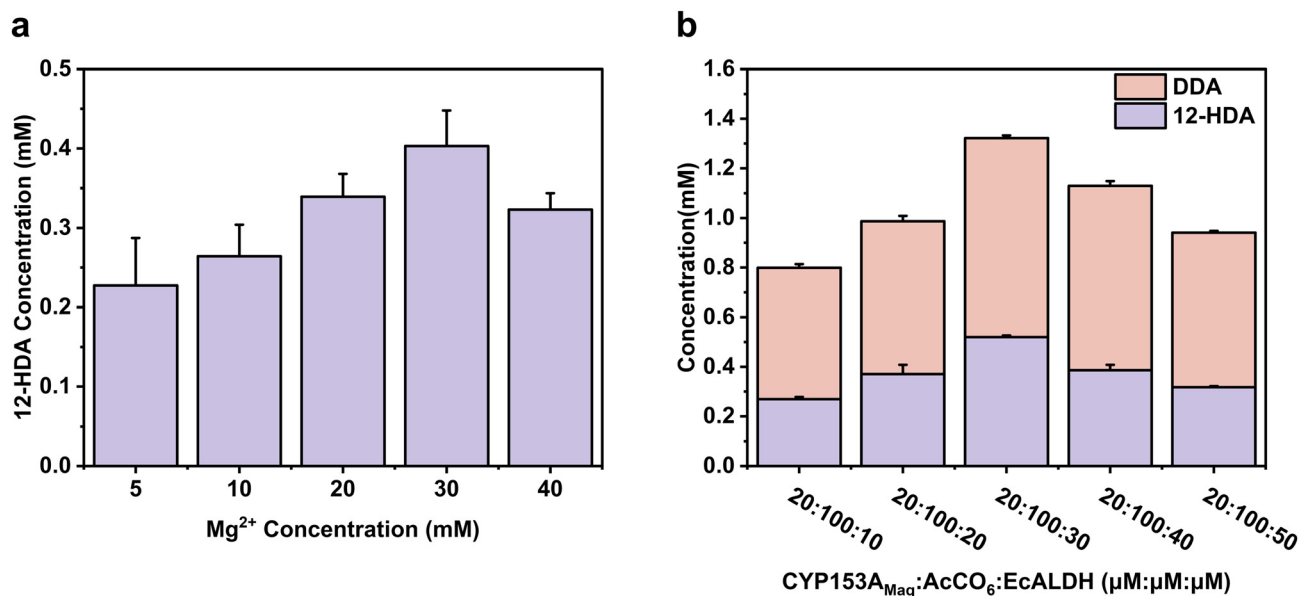 a
0.5
0.4
0.3
0.2
0.1
0.0
12-HDA Concentration (mM)
5 10 20 30 40
Mg²⁺ Concentration (mM)
b
1.6
1.4
1.2
1.0
0.8
0.6
0.4
0.2
0.0
Concentration(mM)
DDA
12-HDA
20:100:10
20:100:20
20:100:30
20:100:40
20:100:50
CYP153A_Maq:AcCO₆:EcALDH (μM:μM:μM)